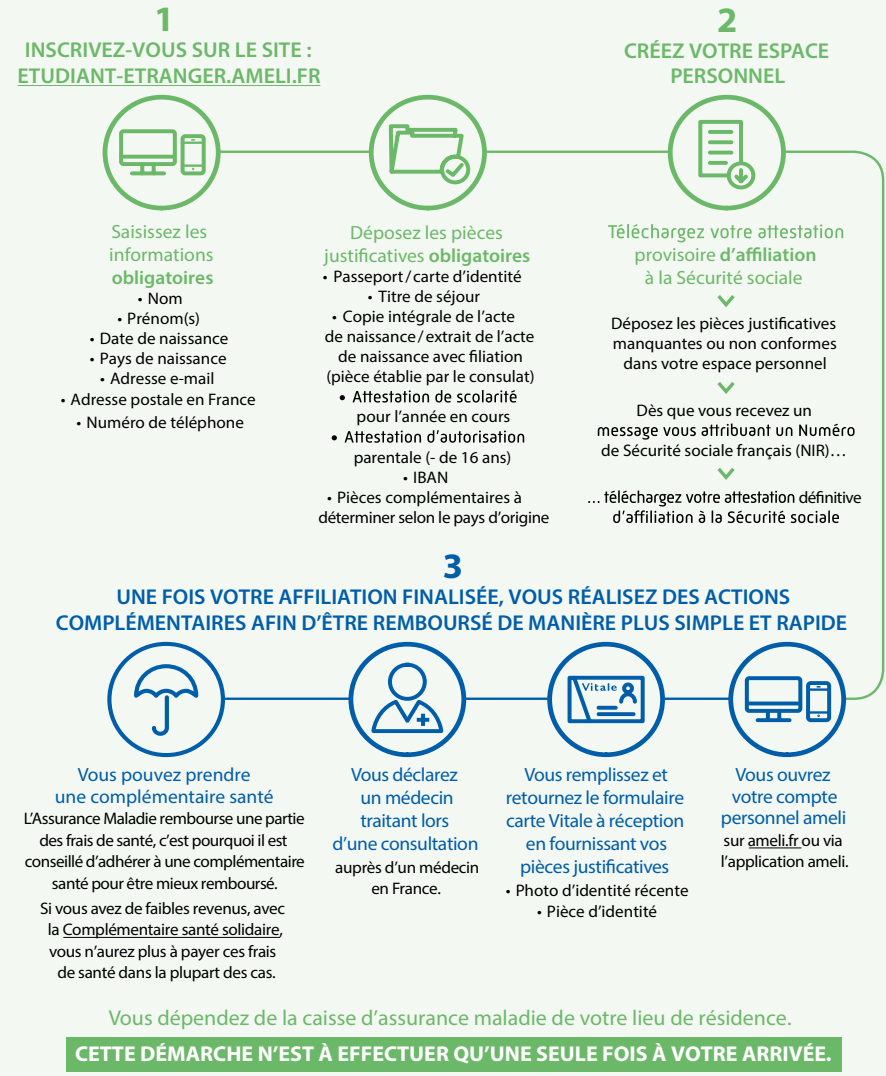 1
INSCRIVEZ-VOUS SUR LE SITE :
ETUDIANT-ETRANGER.AMELI.FR
Saisissez les
informations
obligatoires
• Nom
• Prénom(s)
• Date de naissance
• Pays de naissance
• Adresse e-mail
• Adresse postale en France
• Numéro de téléphone
Déposez les pièces
justificatives obligatoires
• Passeport/carte d'identité
• Titre de séjour
• Copie intégrale de l'acte
de naissance/extrait de l'acte
de naissance avec filiation
(pièce établie par le consulat)
• Attestation de scolarité
pour l'année en cours
• Attestation d'autorisation
parentale (- de 16 ans)
• IBAN
• Pièces complémentaires à
déterminer selon le pays d'origine
2
CRÉEZ VOTRE ESPACE
PERSONNEL
Téléchargez votre attestation
provisoire d'affiliation
à la Sécurité sociale
Déposez les pièces justificatives
manquantes ou non conformes
dans votre espace personnel
Dès que vous recevez un
message vous attribuant un Numéro
de Sécurité sociale français (NIR)…
… téléchargez votre attestation définitive
d'affiliation à la Sécurité sociale
3
UNE FOIS VOTRE AFFILIATION FINALISÉE, VOUS RÉALISEZ DES ACTIONS
COMPLÉMENTAIRES AFIN D'ÊTRE REMBOURSÉ DE MANIÈRE PLUS SIMPLE ET RAPIDE
Vous pouvez prendre
une complémentaire santé
L'Assurance Maladie rembourse une partie
des frais de santé, c'est pourquoi il est
conseillé d'adhérer à une complémentaire
santé pour être mieux remboursé.
Si vous avez de faibles revenus, avec
la Complémentaire santé solidaire,
vous n'aurez plus à payer ces frais
de santé dans la plupart des cas.
Vous déclarez
un médecin
traitant lors
d'une consultation
auprès d'un médecin
en France.
Vitale
Vous remplissez et
retournez le formulaire
carte Vitale à réception
en fournissant vos
pièces justificatives
• Photo d'identité récente
• Pièce d'identité
Vous ouvrez
votre compte
personnel ameli
sur ameli.fr ou via
l'application ameli.
Vous dépendez de la caisse d'assurance maladie de votre lieu de résidence.
CETTE DÉMARCHE N'EST À EFFECTUER QU'UNE SEULE FOIS À VOTRE ARRIVÉE.